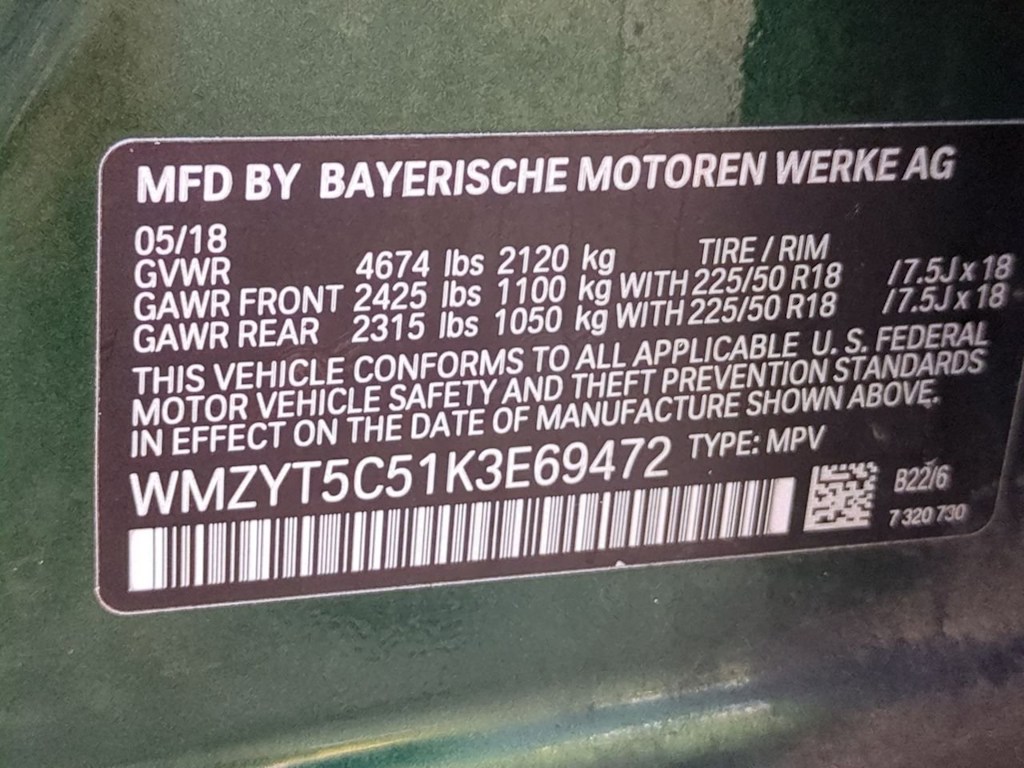 MFD BY BAYERISCHE MOTOREN WERKE AG
05/18 TIRE / RIM
GVWR 4674 lbs 2120 kg
GAWR FRONT 2425 lbs 1100 kg WITH 225/50 R18 /7.5J x 18
GAWR REAR 2315 lbs 1050 kg WITH 225/50 R18 /7.5J x 18
THIS VEHICLE CONFORMS TO ALL APPLICABLE U. S. FEDERAL
MOTOR VEHICLE SAFETY AND THEFT PREVENTION STANDARDS
IN EFFECT ON THE DATE OF MANUFACTURE SHOWN ABOVE.
WMZYT5C51K3E69472 TYPE: MPV
B22/6
7 320 730